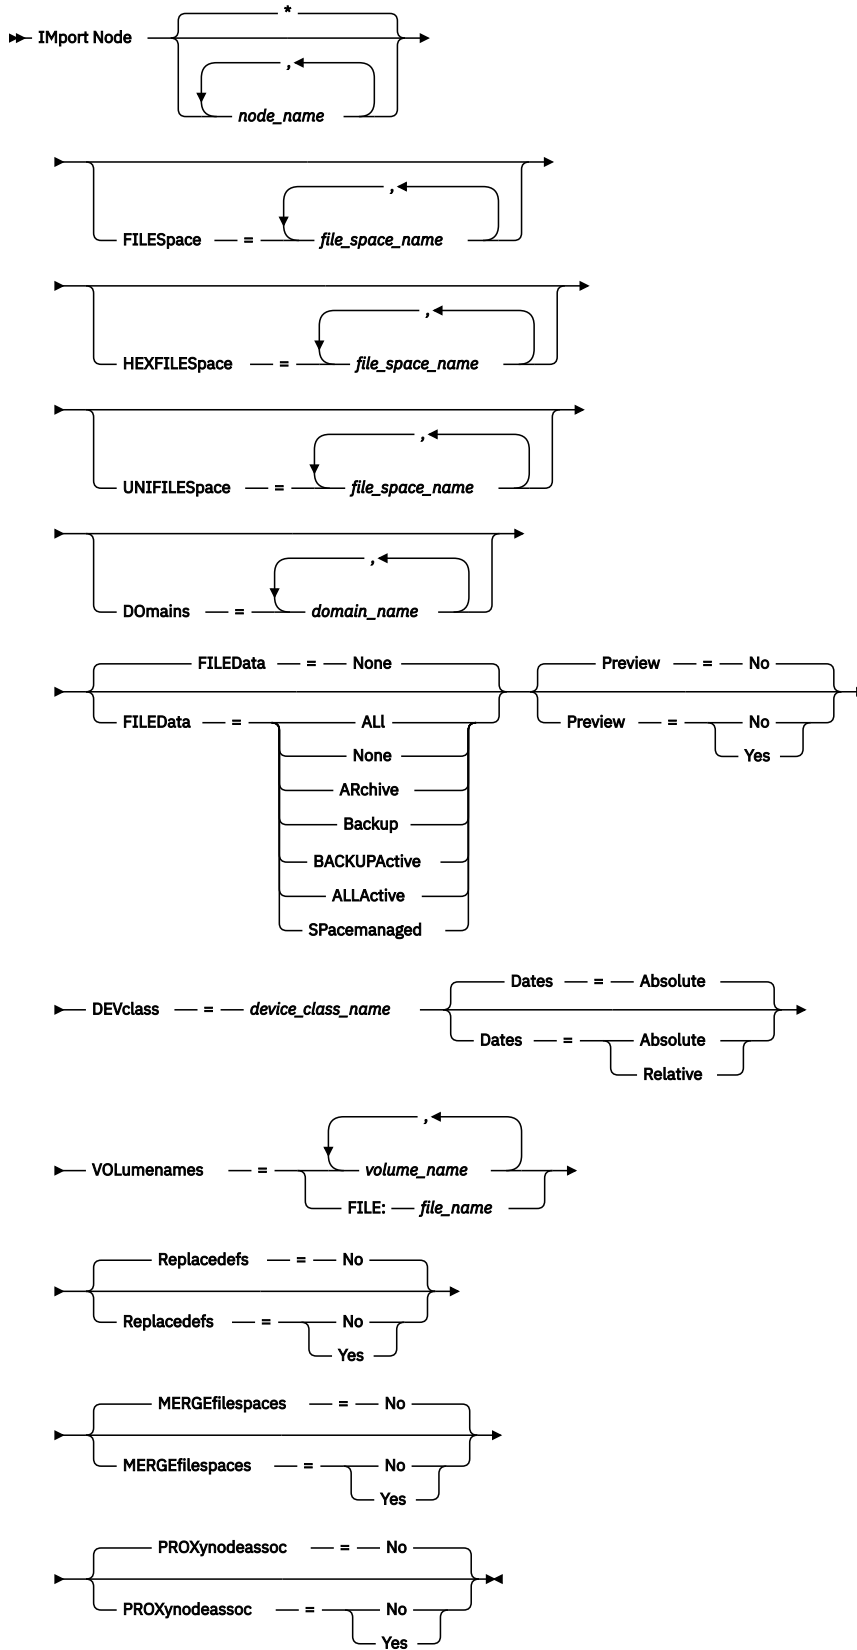 *
IMport Node
,
node_name
,
FILESpace = file_space_name
,
HEXFILESpace = file_space_name
,
UNIFILESpace = file_space_name
,
DOmains = domain_name
FILEData = None Preview = No
FILEData = ALl Preview = No
None Yes
ARchive
Backup
BACKUPActive
ALLActive
SPacemanaged
Dates = Absolute
DEVclass = device_class_name
Dates = Absolute
Relative
,
VOLumenames = volume_name
FILE: file_name
Replacedefs = No
Replacedefs = No
Yes
MERGEfilespaces = No
MERGEfilespaces = No
Yes
PROXynodeassoc = No
PROXynodeassoc = No
Yes